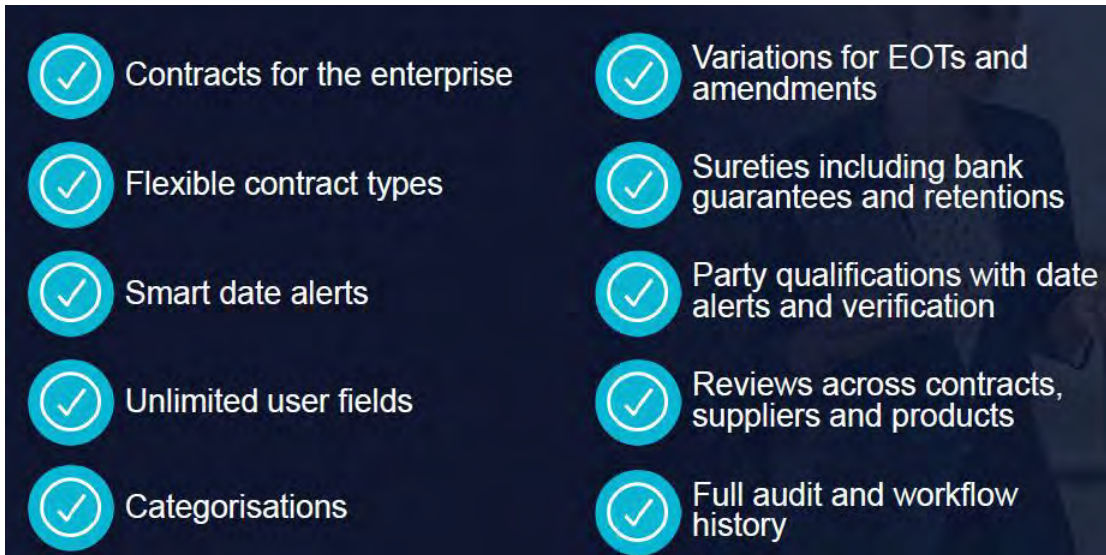 Contracts for the enterprise
Flexible contract types
Smart date alerts
Unlimited user fields
Categorisations
Variations for EOTs and
amendments
Sureties including bank
guarantees and retentions
Party qualifications with date
alerts and verification
Reviews across contracts,
suppliers and products
Full audit and workflow
history